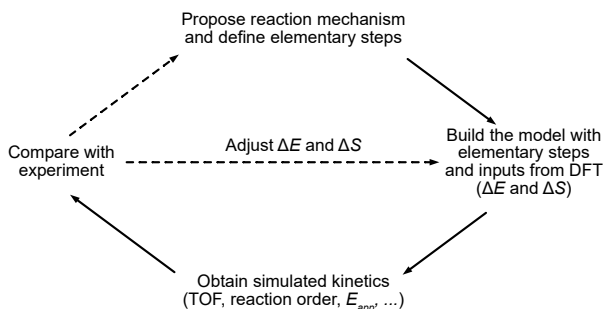 Propose reaction mechanism
and define elementary steps
Adjust ΔE and ΔS
Compare with
experiment
Build the model with
elementary steps
and inputs from DFT
(ΔE and ΔS)
Obtain simulated kinetics
(TOF, reaction order, E_app, ...)